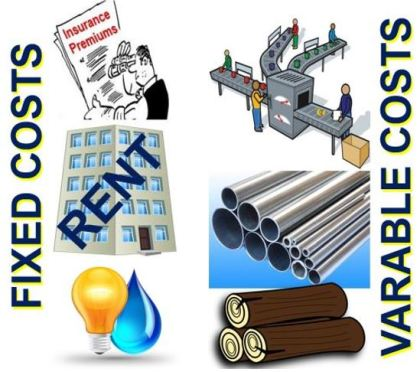 FIXED COSTS
Insurance
Premiums
RENT
VARABLE COSTS